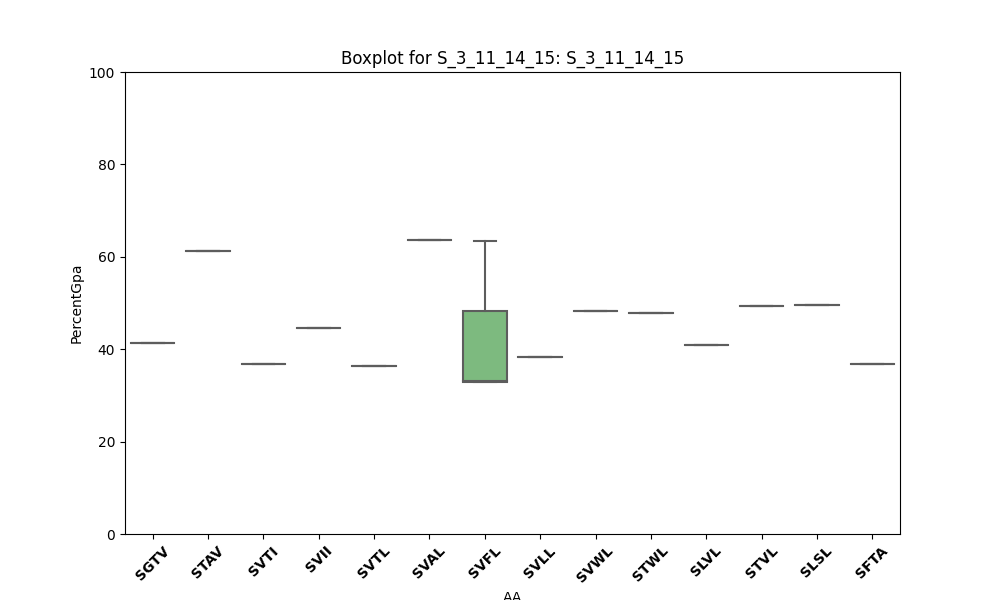 Boxplot for S_3_11_14_15: S_3_11_14_15
100
80
60
40
20
0
PercentGpa
SGTV
STAV
SVTI
SVII
SVTL
SVAL
SVFL
SVLL
SVWL
STWL
SLVL
STVL
SLSL
SFTA
AA